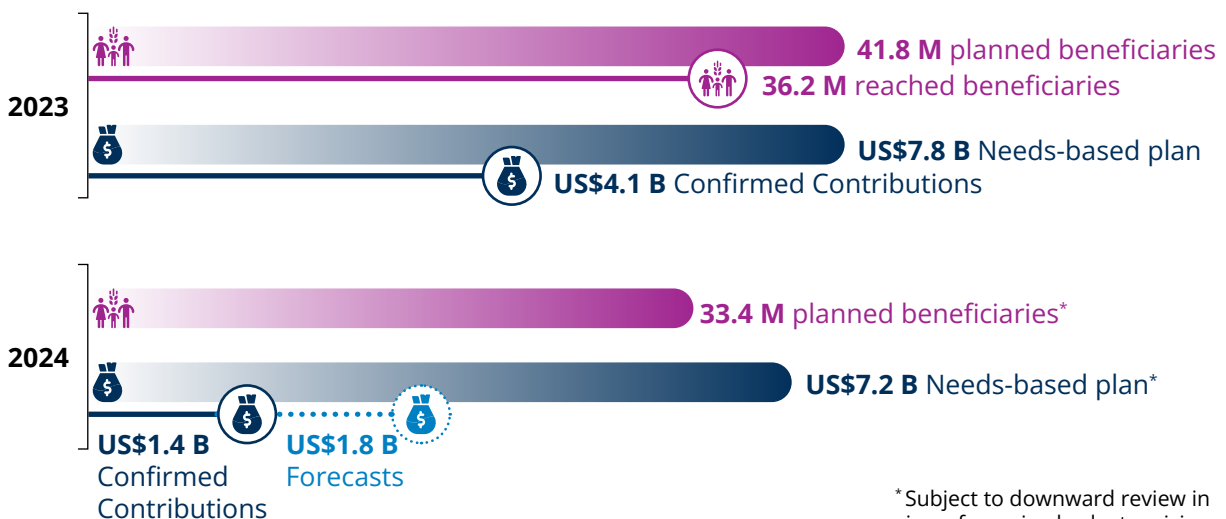 2023
41.8 M planned beneficiaries
36.2 M reached beneficiaries
US$7.8 B Needs-based plan
US$4.1 B Confirmed Contributions
2024
33.4 M planned beneficiaries*
US$7.2 B Needs-based plan*
US$1.4 B
Confirmed
Contributions
US$1.8 B
Forecasts
* Subject to downward review in